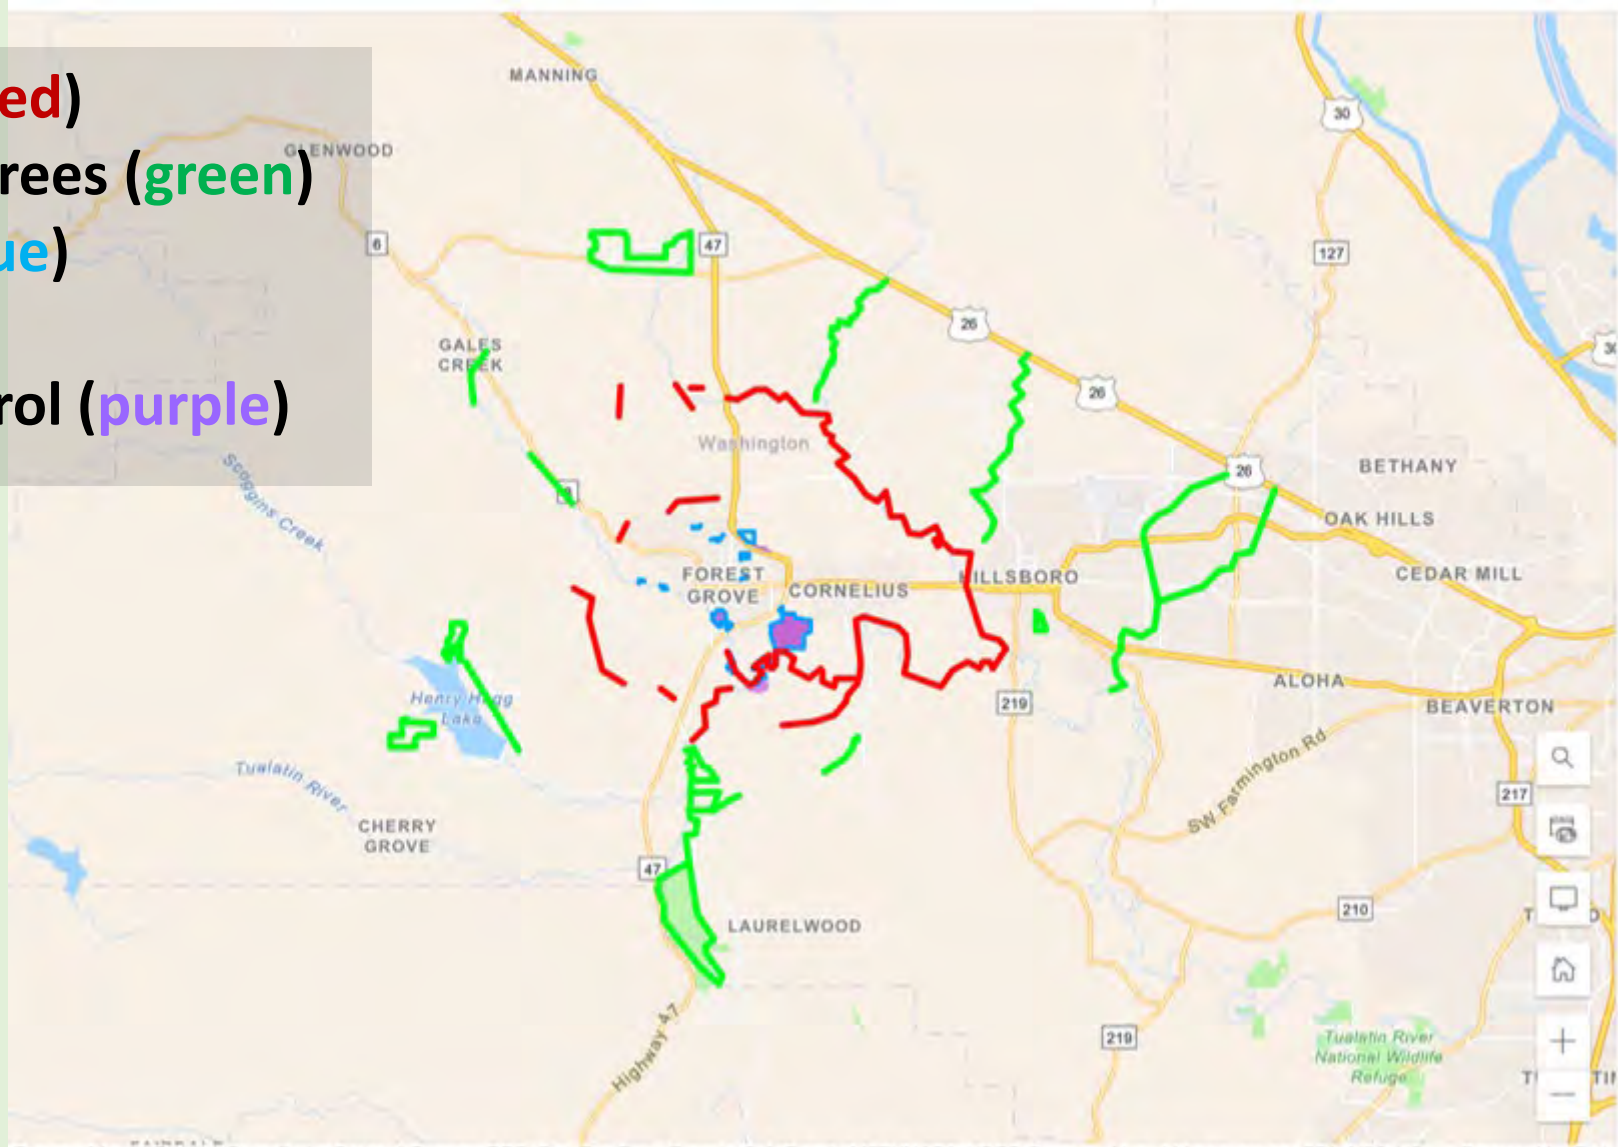 ed)
rees (green)
ue)
rol (purple)
MANNING
GLENWOOD
30
6
47
127
26
GALES
CREEK
26
Washington
26
BETHANY
Scoggins Creek
OAK HILLS
FOREST
GROVE
CORNELIUS
HILLSBORO
CEDAR MILL
Henry Hagg
Lake
219
ALOHA
BEAVERTON
SW Farmington Rd
Tualatin River
217
CHERRY
GROVE
47
210
LAURELWOOD
Highway 47
219
Tualatin River
National Wildlife
Refuge